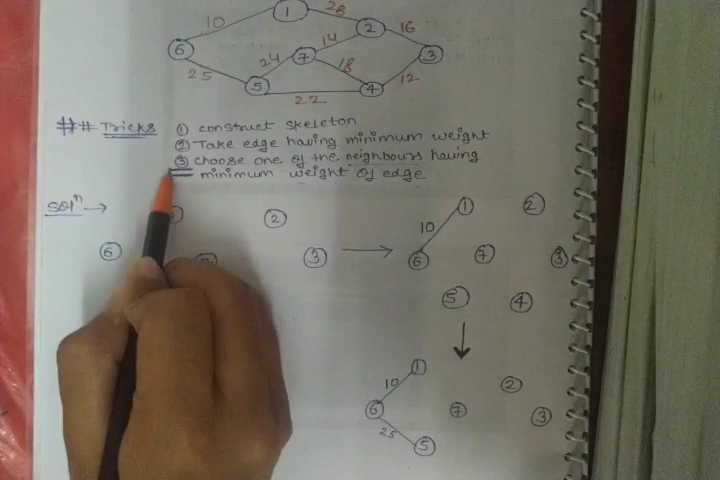 10 1 28
6 14 2 16
24 7 18 3
25 5 22 4 12
### Tricks ① construct skeleton
② Take edge having minimum weight
③ choose one of the neighbours having
minimum weight of edge
Solⁿ →
1 2 → 1 2
10
6 3 6 7 3
5 4
↓
1
10 2
6 7 3
25
5